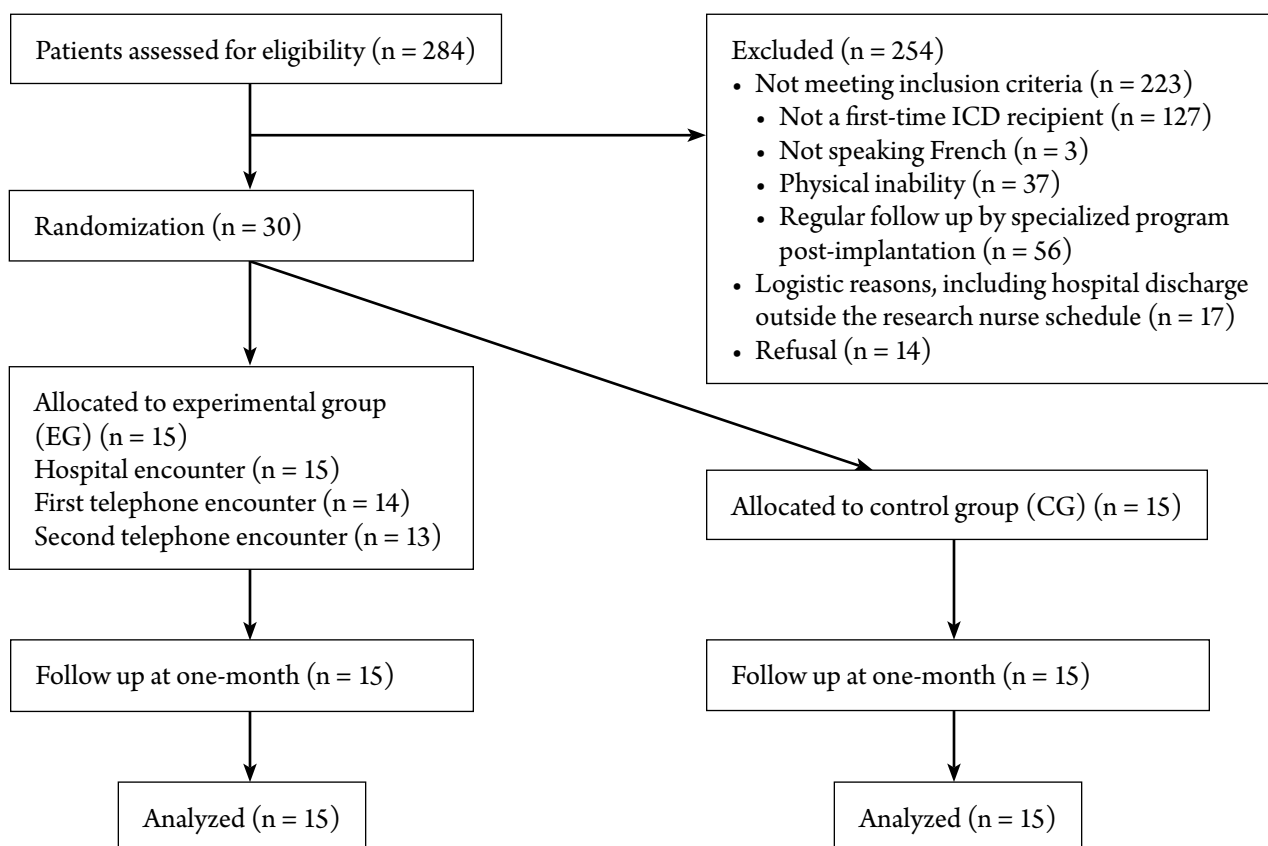 Patients assessed for eligibility (n = 284)
Excluded (n = 254)
• Not meeting inclusion criteria (n = 223)
• Not a first-time ICD recipient (n = 127)
• Not speaking French (n = 3)
• Physical inability (n = 37)
• Regular follow up by specialized program
post-implantation (n = 56)
• Logistic reasons, including hospital discharge
outside the research nurse schedule (n = 17)
• Refusal (n = 14)
Randomization (n = 30)
Allocated to experimental group
(EG) (n = 15)
Hospital encounter (n = 15)
First telephone encounter (n = 14)
Second telephone encounter (n = 13)
Allocated to control group (CG) (n = 15)
Follow up at one-month (n = 15)
Follow up at one-month (n = 15)
Analyzed (n = 15)
Analyzed (n = 15)